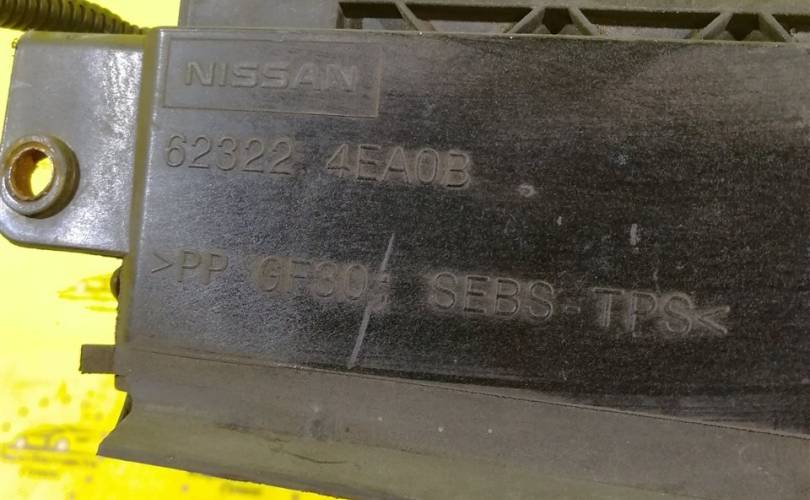 NISSAN
62322 4EA0B
>PP GF30; SEBS-TPS<